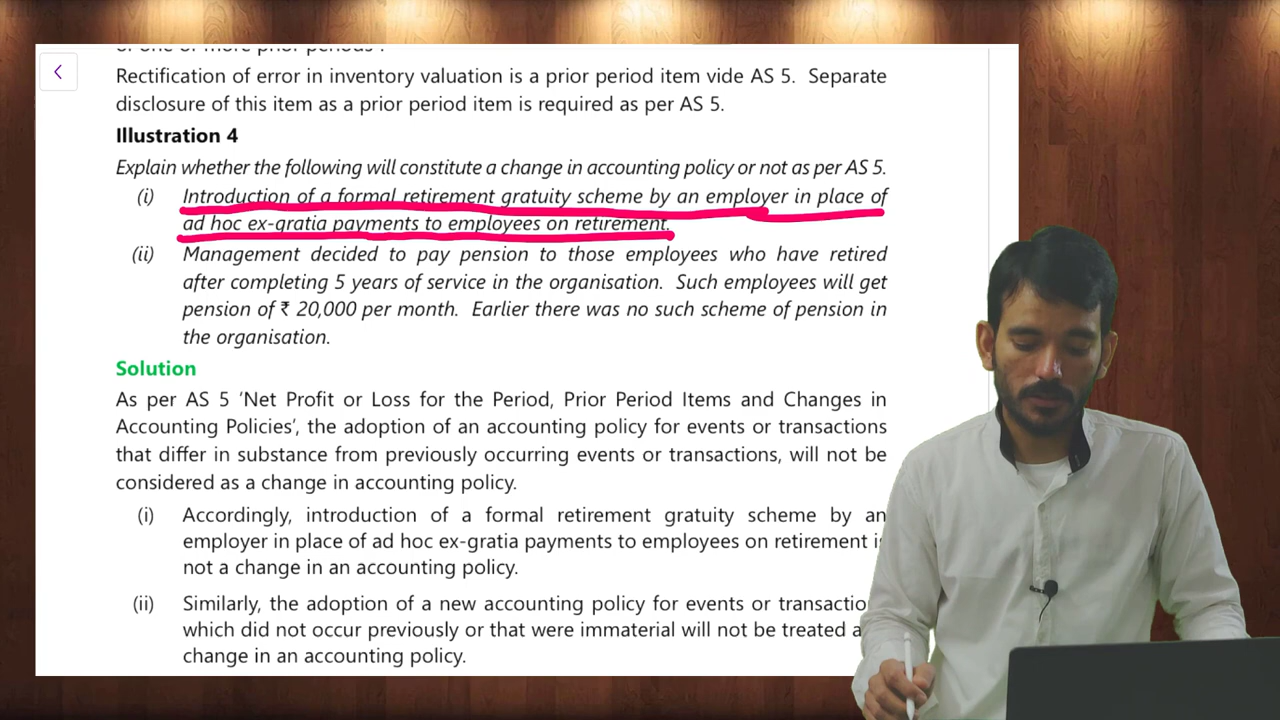 Rectification of error in inventory valuation is a prior period item vide AS 5. Separate
disclosure of this item as a prior period item is required as per AS 5.
Illustration 4
Explain whether the following will constitute a change in accounting policy or not as per AS 5.
(i) Introduction of a formal retirement gratuity scheme by an employer in place of
ad hoc ex-gratia payments to employees on retirement.
(ii) Management decided to pay pension to those employees who have retired
after completing 5 years of service in the organisation. Such employees will get
pension of ₹ 20,000 per month. Earlier there was no such scheme of pension in
the organisation.
Solution
As per AS 5 'Net Profit or Loss for the Period, Prior Period Items and Changes in
Accounting Policies', the adoption of an accounting policy for events or transactions
that differ in substance from previously occurring events or transactions, will not be
considered as a change in accounting policy.
(i) Accordingly, introduction of a formal retirement gratuity scheme by an
employer in place of ad hoc ex-gratia payments to employees on retirement
not a change in an accounting policy.
(ii) Similarly, the adoption of a new accounting policy for events or
which did not occur previously or that were immaterial will not be treated
change in an accounting policy.